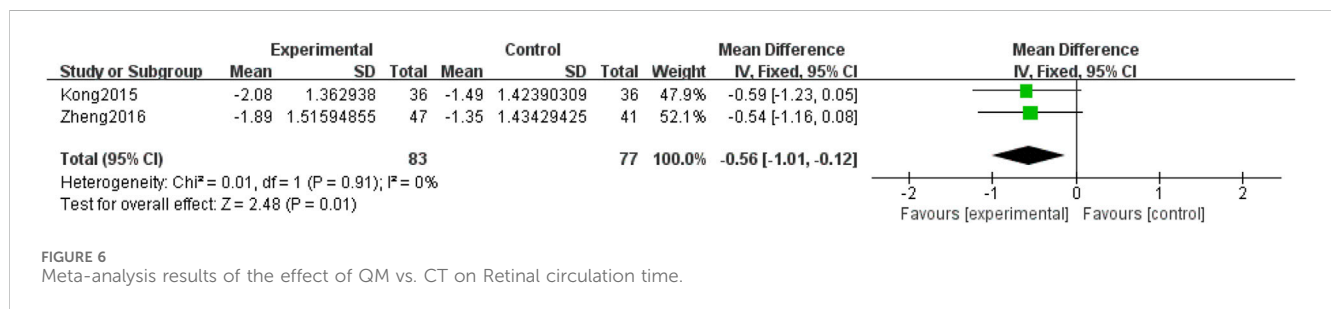 Experimental Control Mean Difference Mean Difference
Study or Subgroup Mean SD Total Mean SD Total Weight IV, Fixed, 95% CI IV, Fixed, 95% CI
Kong2015 -2.08 1.362938 36 -1.49 1.42390309 36 47.9% -0.59 [-1.23, 0.05]
Zheng2016 -1.89 1.51594855 47 -1.35 1.43429425 41 52.1% -0.54 [-1.16, 0.08]
Total (95% CI) 83 77 100.0% -0.56 [-1.01, -0.12]
Heterogeneity: Chi² = 0.01, df = 1 (P = 0.91); I² = 0%
Test for overall effect: Z = 2.48 (P = 0.01)
-2 -1 0 1 2
Favours [experimental] Favours [control]
FIGURE 6
Meta-analysis results of the effect of QM vs. CT on Retinal circulation time.